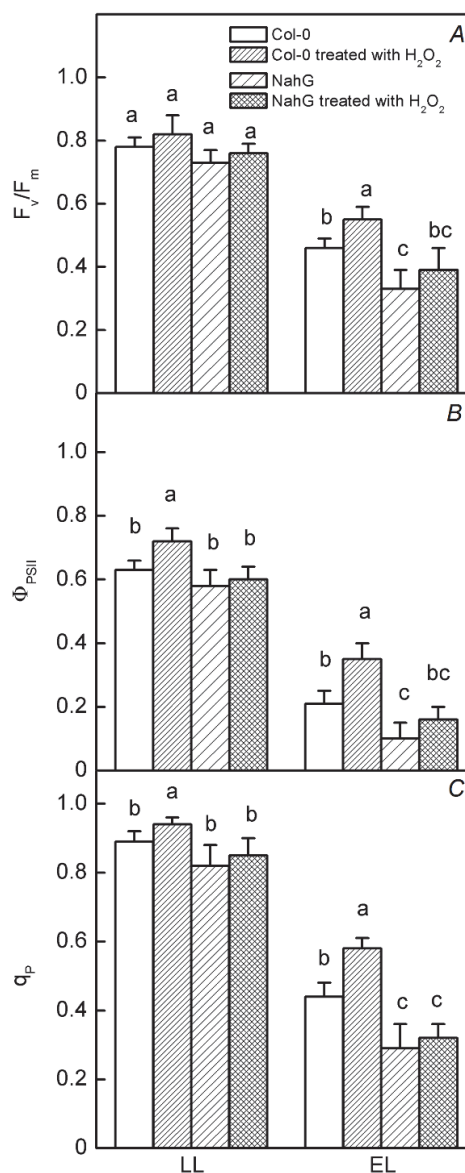 A
Col-0
Col-0 treated with H₂O₂
NahG
NahG treated with H₂O₂
1.0
0.8
0.6
0.4
0.2
0
Fᵥ/Fₘ
a a a a
b a c bc
B
1.0
0.8
0.6
0.4
0.2
0
Φ_PSII
b a b b
b a c bc
C
1.0
0.8
0.6
0.4
0.2
0
q_P
b a b b
b a c c
LL EL